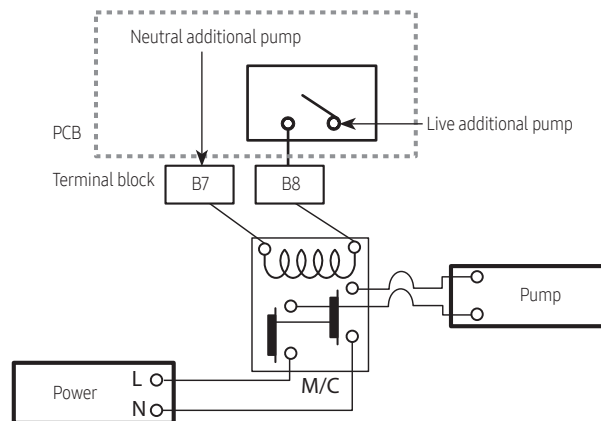 Neutral additional pump
Live additional pump
PCB
Terminal block
B7
B8
Pump
M/C
Power
L
N